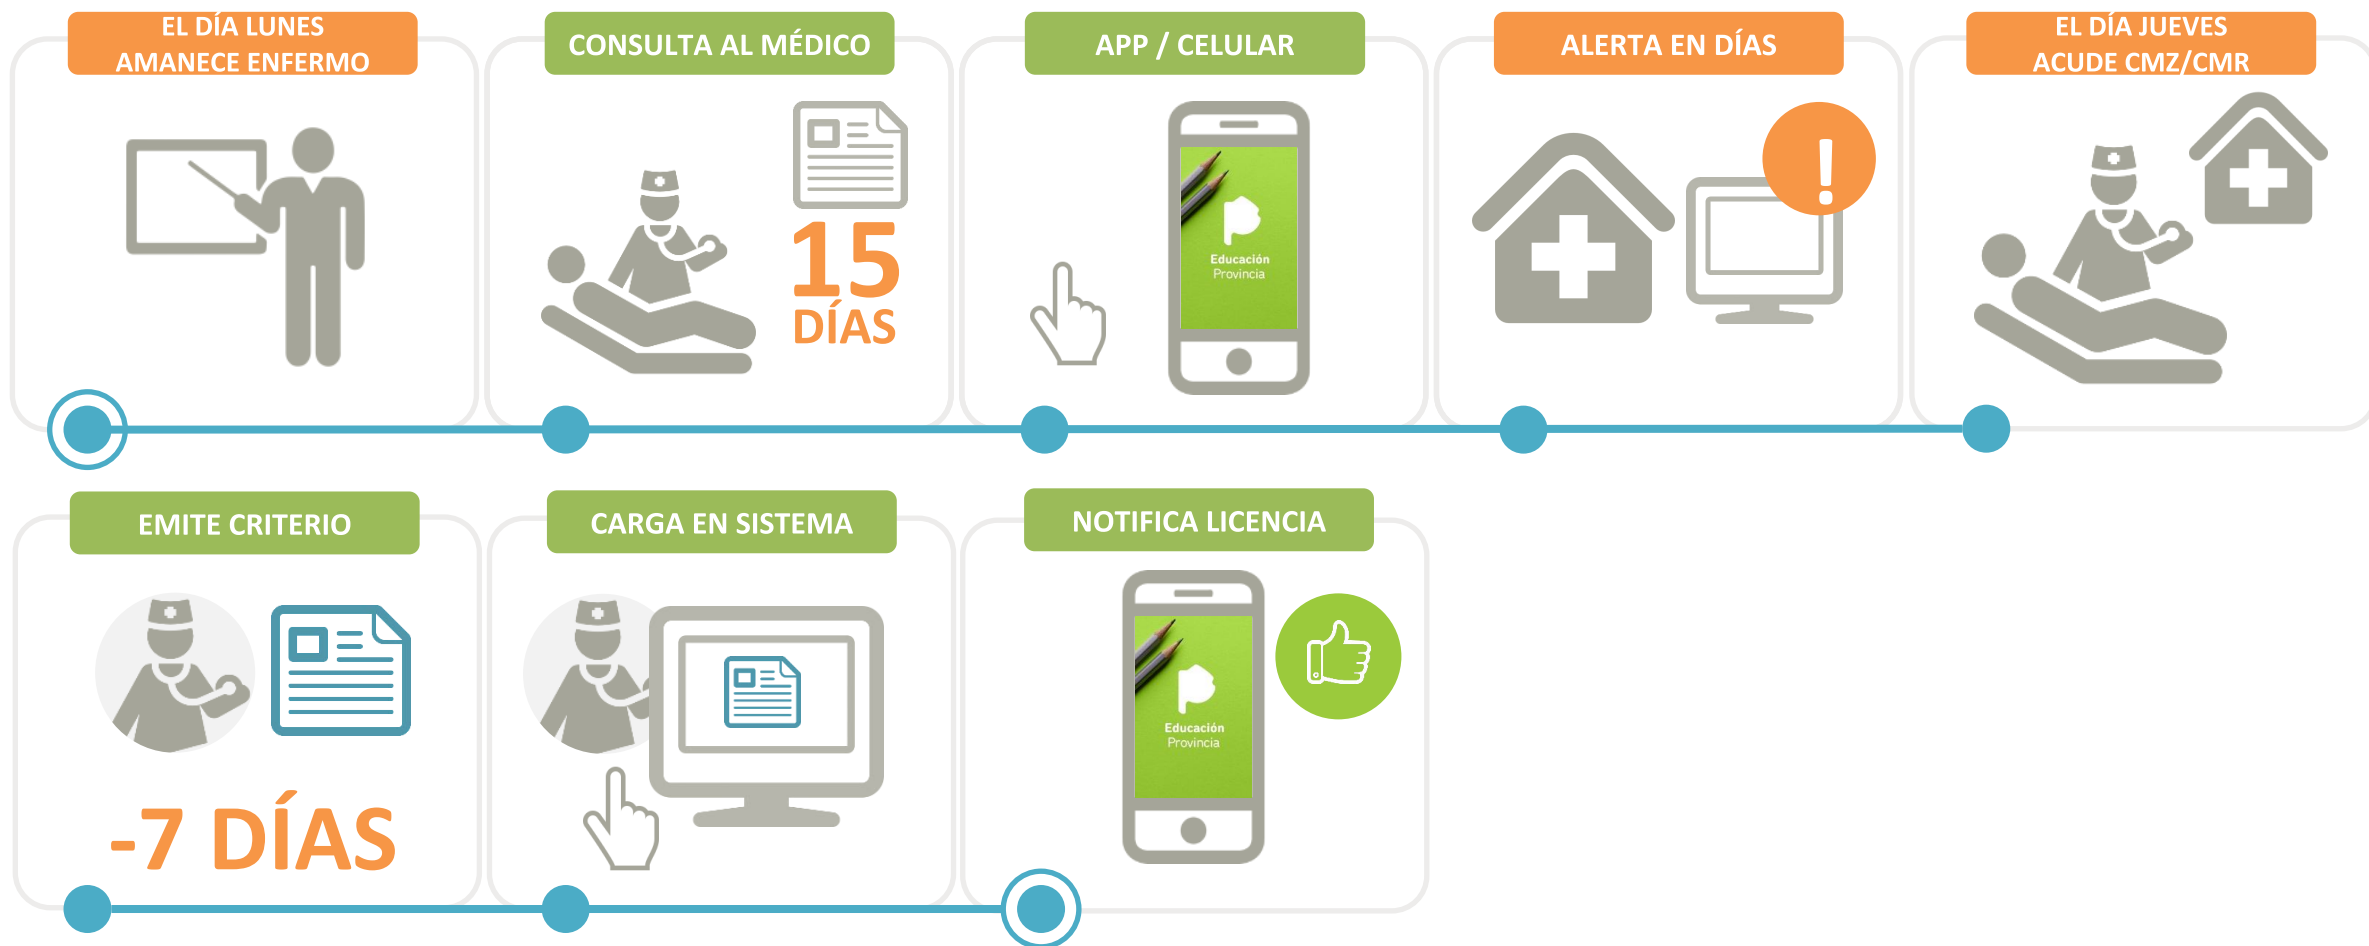 EL DÍA LUNES
AMANECE ENFERMO
CONSULTA AL MÉDICO
15
DÍAS
APP / CELULAR
Educación
Provincia
ALERTA EN DÍAS
!
EL DÍA JUEVES
ACUDE CMZ/CMR
EMITE CRITERIO
-7 DÍAS
CARGA EN SISTEMA
NOTIFICA LICENCIA
Educación
Provincia